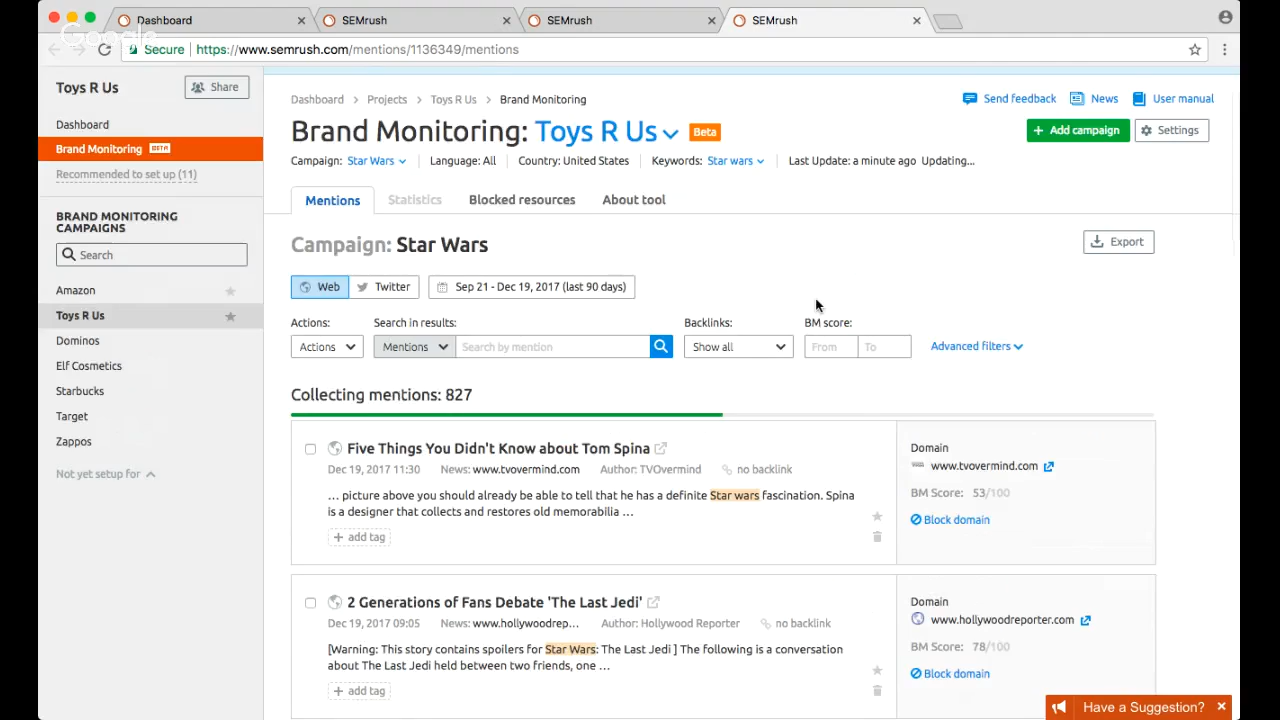 Dashboard
SEMrush
SEMrush
SEMrush
Google
Secure
https://www.semrush.com/mentions/1136349/mentions
Toys R Us
Share
Dashboard
Brand Monitoring BETA
Recommended to set up (11)
BRAND MONITORING
CAMPAIGNS
Search
Amazon
Toys R Us
Dominos
Elf Cosmetics
Starbucks
Target
Zappos
Not yet setup for
Dashboard > Projects > Toys R Us > Brand Monitoring
Send feedback
News
User manual
Brand Monitoring: Toys R Us Beta
+ Add campaign
Settings
Campaign: Star Wars
Language: All
Country: United States
Keywords: Star wars
Last Update: a minute ago Updating...
Mentions
Statistics
Blocked resources
About tool
Campaign: Star Wars
Export
Web
Twitter
Sep 21 - Dec 19, 2017 (last 90 days)
Actions:
Search in results:
Backlinks:
BM score:
Actions
Mentions
Search by mention
Show all
From
To
Advanced filters
Collecting mentions: 827
Five Things You Didn't Know about Tom Spina
Dec 19, 2017 11:30 News: www.tvovermind.com Author: TVOvermind no backlink
... picture above you should already be able to tell that he has a definite Star wars fascination. Spina
is a designer that collects and restores old memorabilia ...
+ add tag
Domain
www.tvovermind.com
BM Score: 53/100
Block domain
2 Generations of Fans Debate 'The Last Jedi'
Dec 19, 2017 09:05 News: www.hollywoodrep... Author: Hollywood Reporter no backlink
[Warning: This story contains spoilers for Star Wars: The Last Jedi ] The following is a conversation
about The Last Jedi held between two friends, one ...
+ add tag
Domain
www.hollywoodreporter.com
BM Score: 78/100
Block domain
Have a Suggestion?